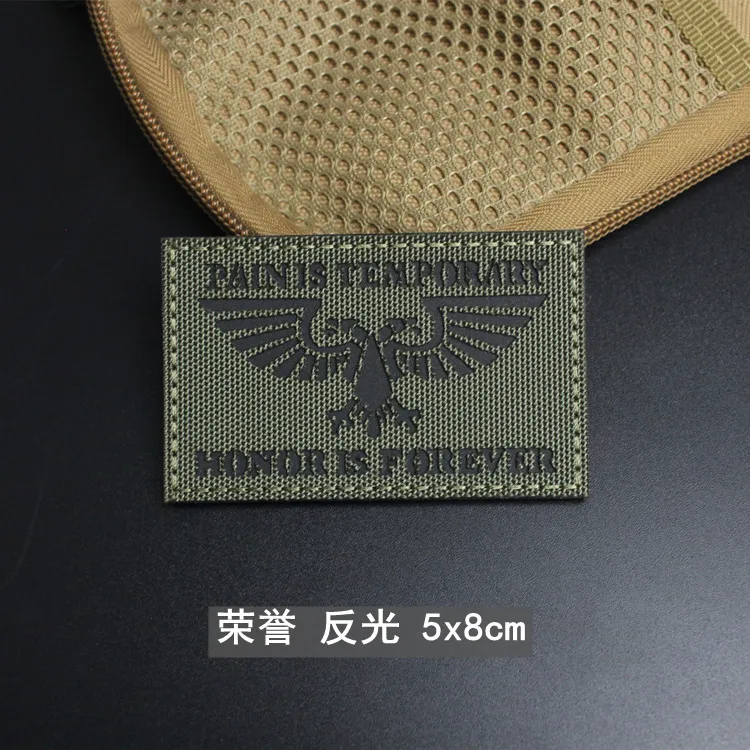 PAIN IS TEMPORARY
HONOR IS FOREVER
荣誉 反光 5x8cm